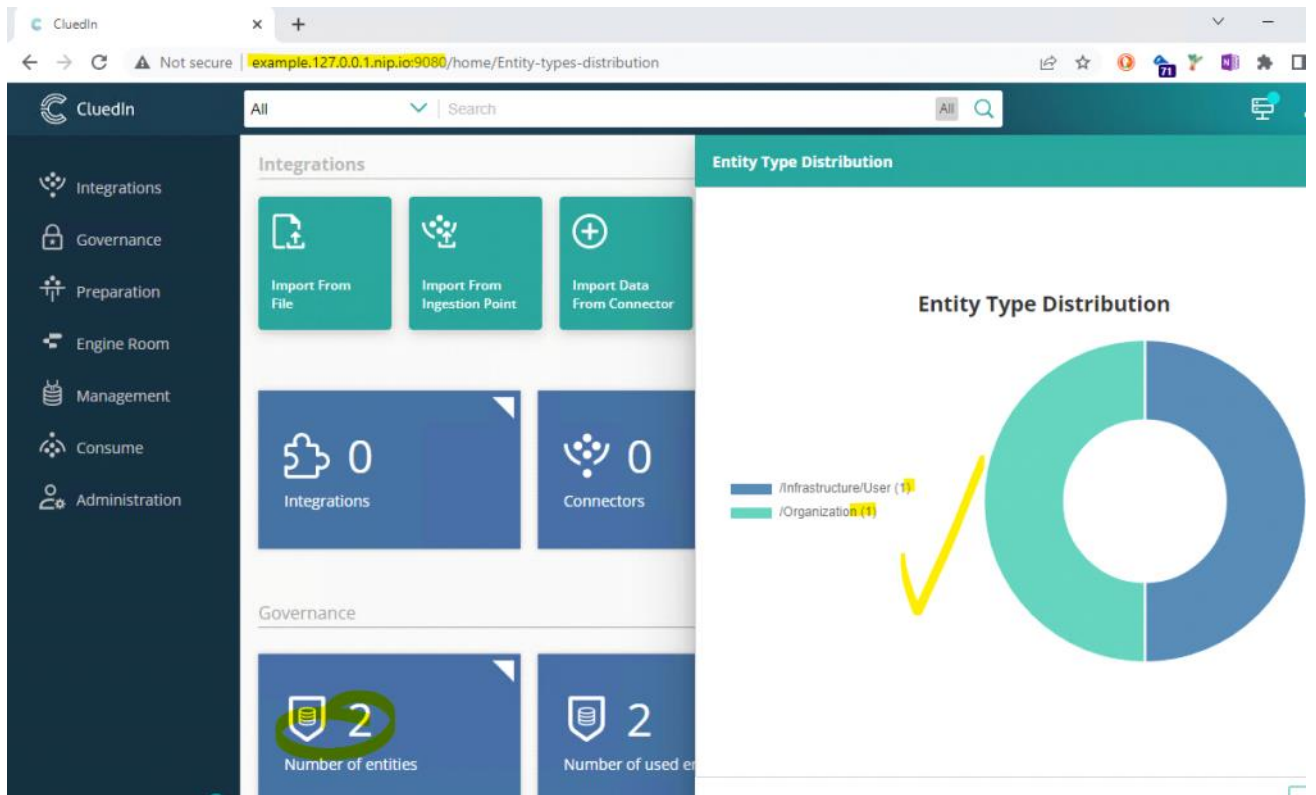 CluedIn
Not secure | example.127.0.0.1.nip.io:9080/home/Entity-types-distribution
71
CluedIn
All
Search
All
Integrations
Governance
Preparation
Engine Room
Management
Consume
Administration
Integrations
Import From
File
Import From
Ingestion Point
Import Data
From Connector
0
Integrations
0
Connectors
Governance
2
Number of entities
2
Number of used
Entity Type Distribution
Entity Type Distribution
/Infrastructure/User (1)
/Organization (1)